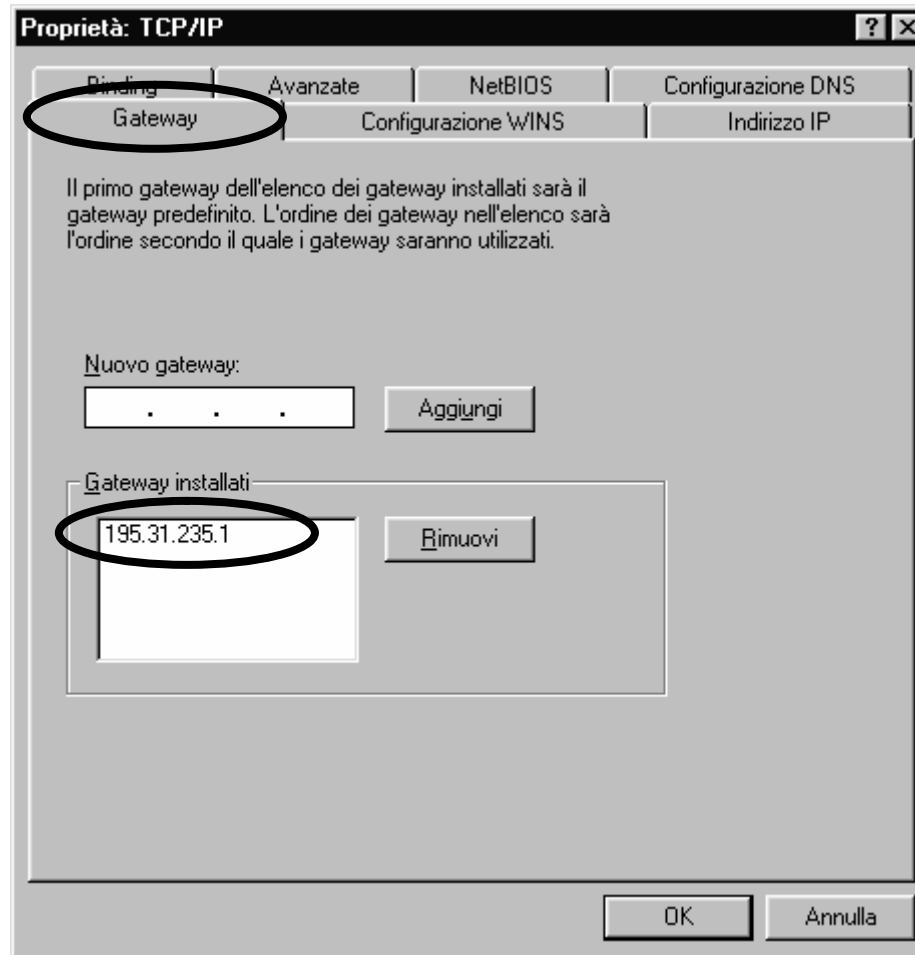 Proprietà: TCP/IP
Binding Avanzate NetBIOS Configurazione DNS
Gateway Configurazione WINS Indirizzo IP
Il primo gateway dell'elenco dei gateway installati sarà il
gateway predefinito. L'ordine dei gateway nell'elenco sarà
l'ordine secondo il quale i gateway saranno utilizzati.
Nuovo gateway:
. . . Aggiungi
Gateway installati
195.31.235.1 Rimuovi
OK Annulla